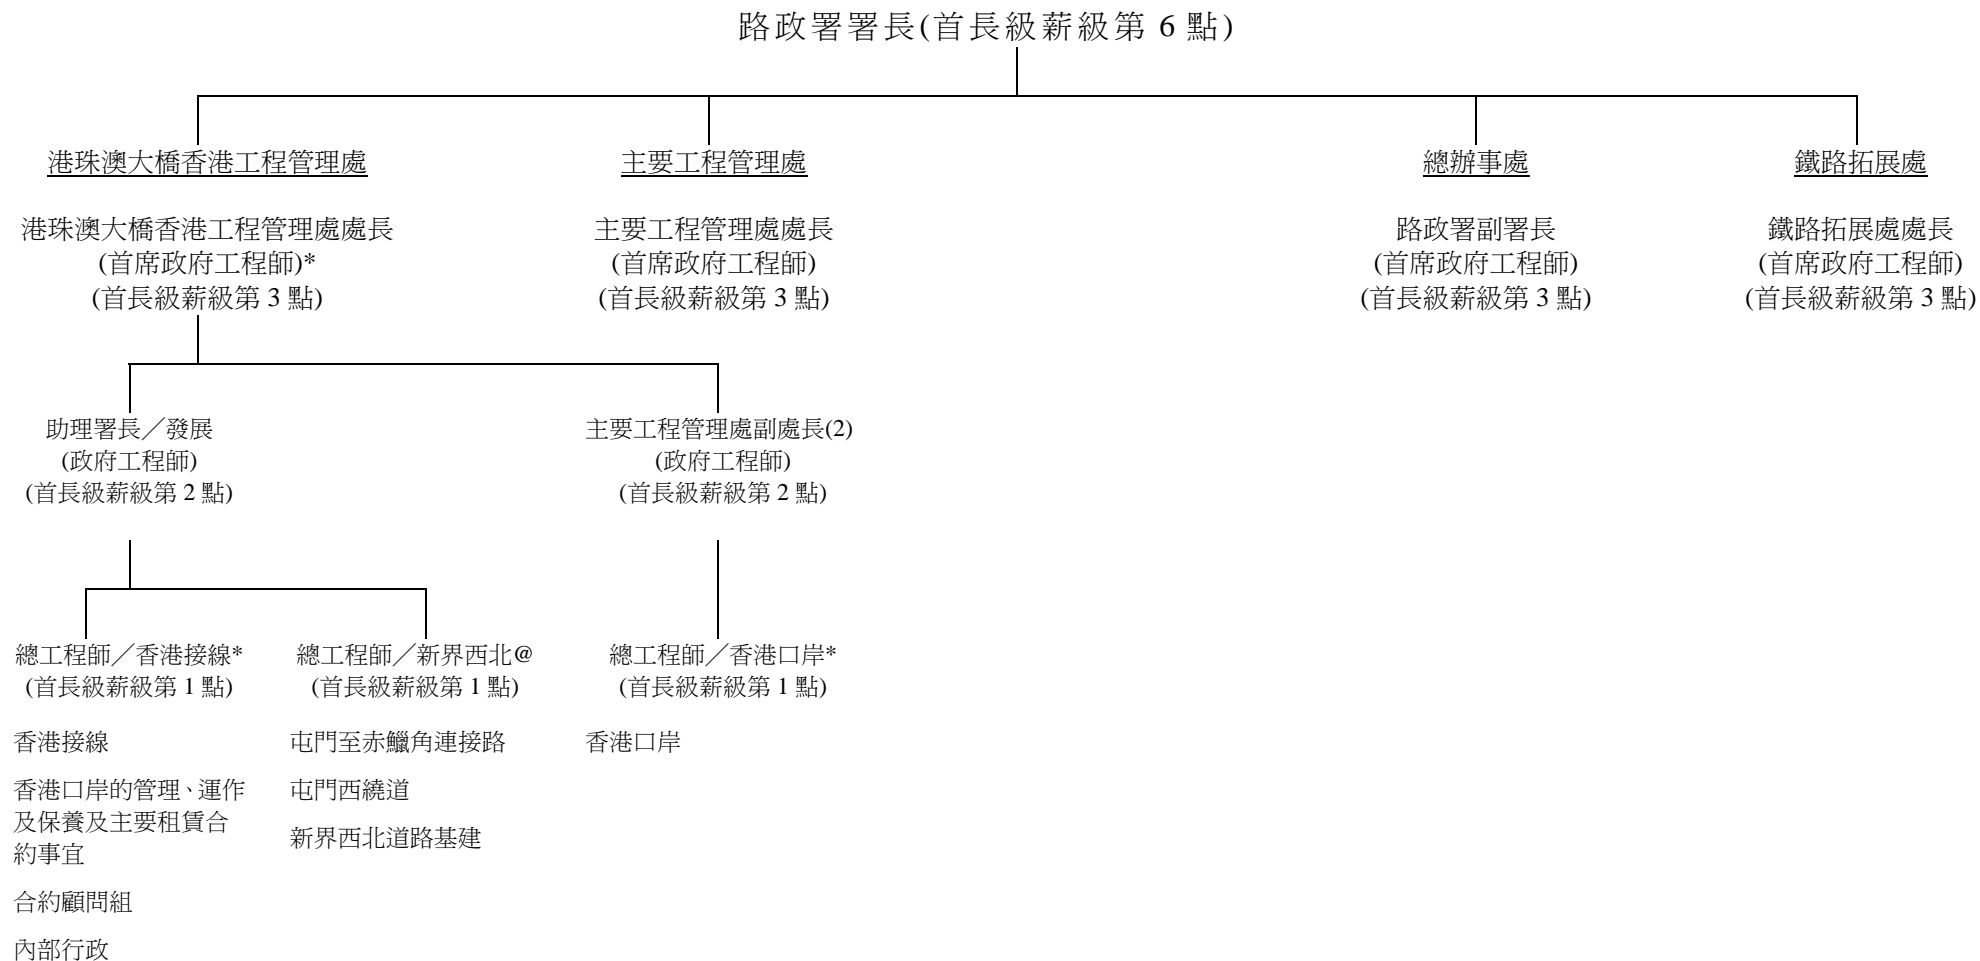 路政署署長(首長級薪級第 6 點)
港珠澳大橋香港工程管理處
港珠澳大橋香港工程管理處處長
(首席政府工程師)*
(首長級薪級第 3 點)
主要工程管理處
主要工程管理處處長
(首席政府工程師)
(首長級薪級第 3 點)
總辦事處
路政署副署長
(首席政府工程師)
(首長級薪級第 3 點)
鐵路拓展處
鐵路拓展處處長
(首席政府工程師)
(首長級薪級第 3 點)
助理署長／發展
(政府工程師)
(首長級薪級第 2 點)
主要工程管理處副處長(2)
(政府工程師)
(首長級薪級第 2 點)
總工程師／香港接線*
(首長級薪級第 1 點)
香港接線
香港口岸的管理、運作
及保養及主要租賃合
約事宜
合約顧問組
內部行政
總工程師／新界西北@
(首長級薪級第 1 點)
屯門至赤鱲角連接路
屯門西繞道
新界西北道路基建
總工程師／香港口岸*
(首長級薪級第 1 點)
香港口岸